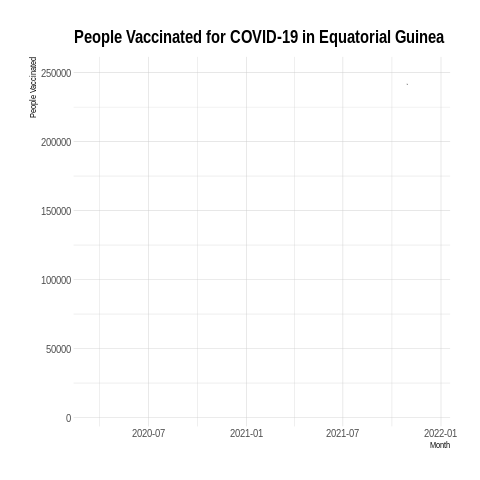 People Vaccinated for COVID-19 in Equatorial Guinea
People Vaccinated
250000
200000
150000
100000
50000
0
2020-07 2021-01 2021-07 2022-01
Month